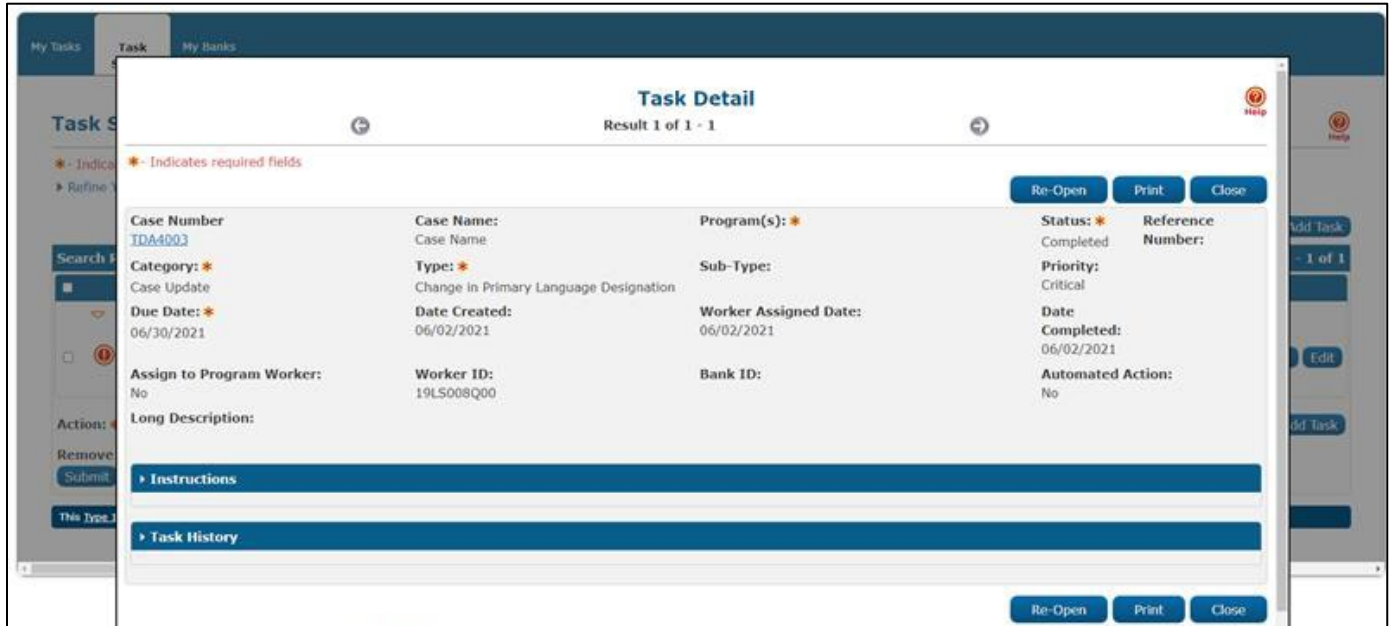 My Tasks Task My Banks
Task Detail
Help
Result 1 of 1 - 1
Task S
Help
* - Indica
* - Indicates required fields
▸ Refine
Re-Open Print Close
Case Number Case Name: Program(s): * Status: * Reference Number:
TDA4003 Case Name Completed
Add Task
Search - 1 of 1
Category: * Type: * Sub-Type: Priority:
Case Update Change in Primary Language Designation Critical
Due Date: * Date Created: Worker Assigned Date: Date Completed:
06/30/2021 06/02/2021 06/02/2021 06/02/2021
Edit
Assign to Program Worker: Worker ID: Bank ID: Automated Action:
No 19LS008Q00 No
Long Description:
Action: dd Task
Remove
Submit
▸ Instructions
This Type
▸ Task History
Re-Open Print Close